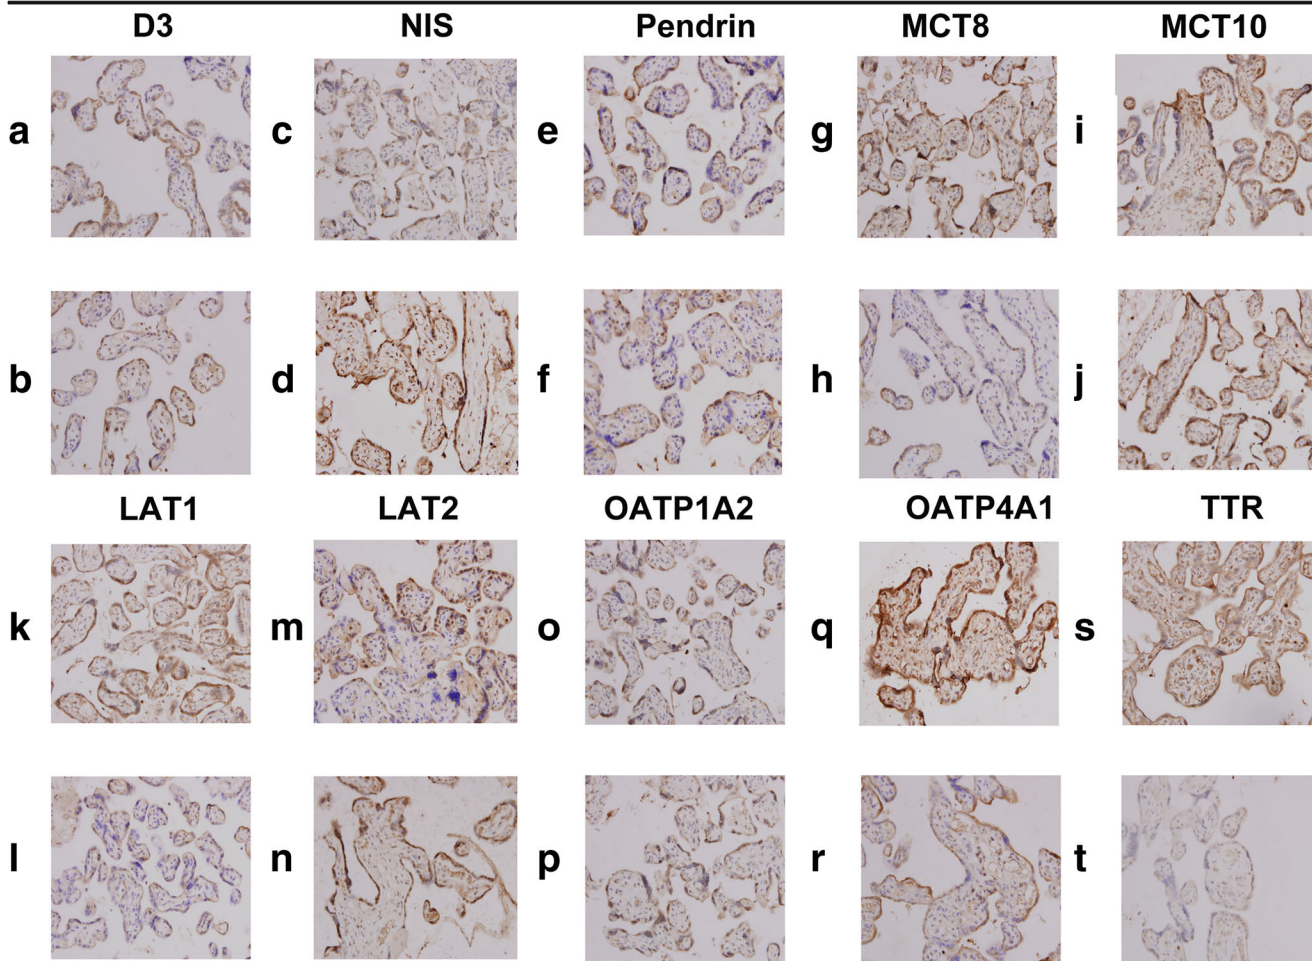 D3 NIS Pendrin MCT8 MCT10
a c e g i
b d f h j
LAT1 LAT2 OATP1A2 OATP4A1 TTR
k m o q s
l n p r t